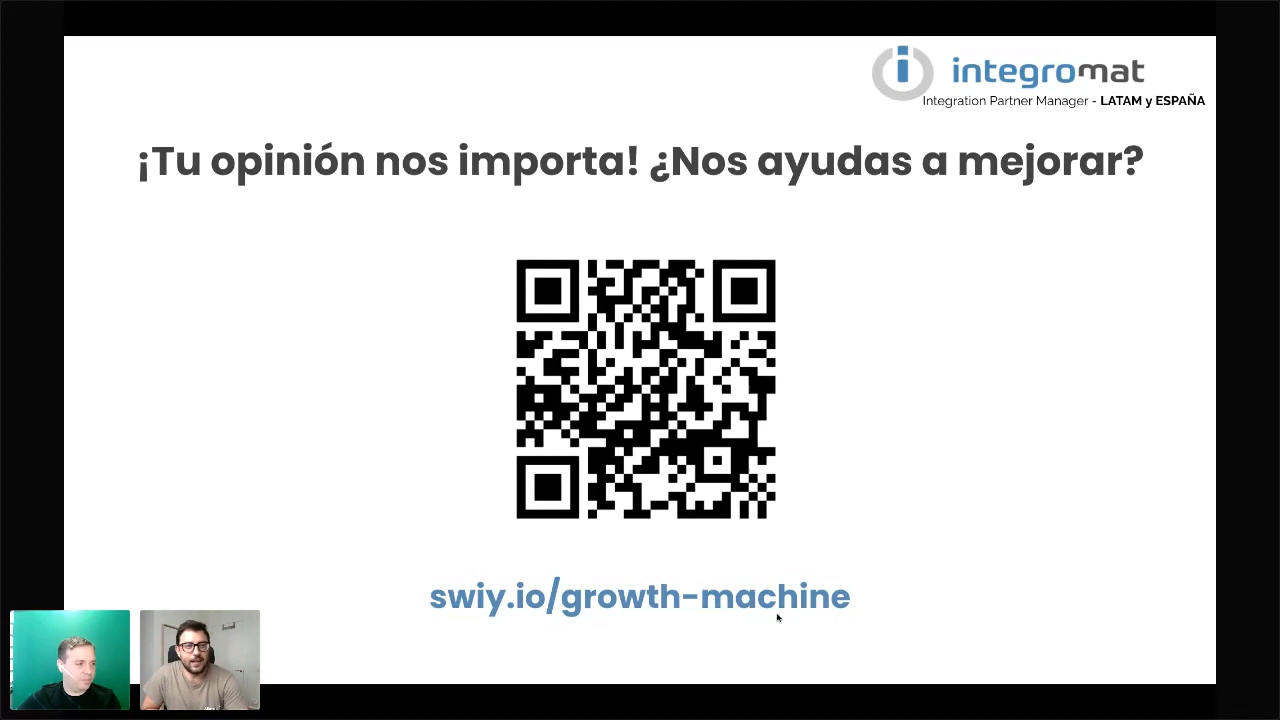 integromat
Integration Partner Manager - LATAM y ESPAÑA
¡Tu opinión nos importa! ¿Nos ayudas a mejorar?
swiy.io/growth-machine